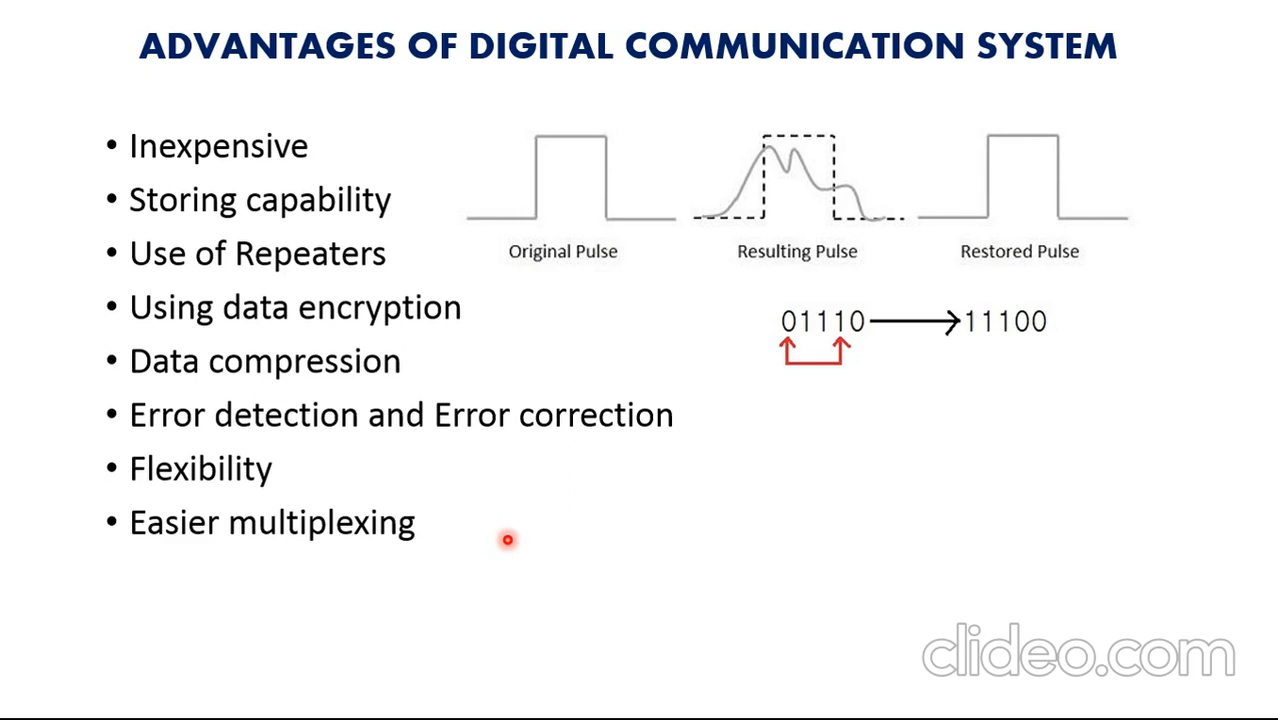 ADVANTAGES OF DIGITAL COMMUNICATION SYSTEM
• Inexpensive
• Storing capability
• Use of Repeaters
• Using data encryption
• Data compression
• Error detection and Error correction
• Flexibility
• Easier multiplexing
Original Pulse
Resulting Pulse
Restored Pulse
01110 11100
clideo.com